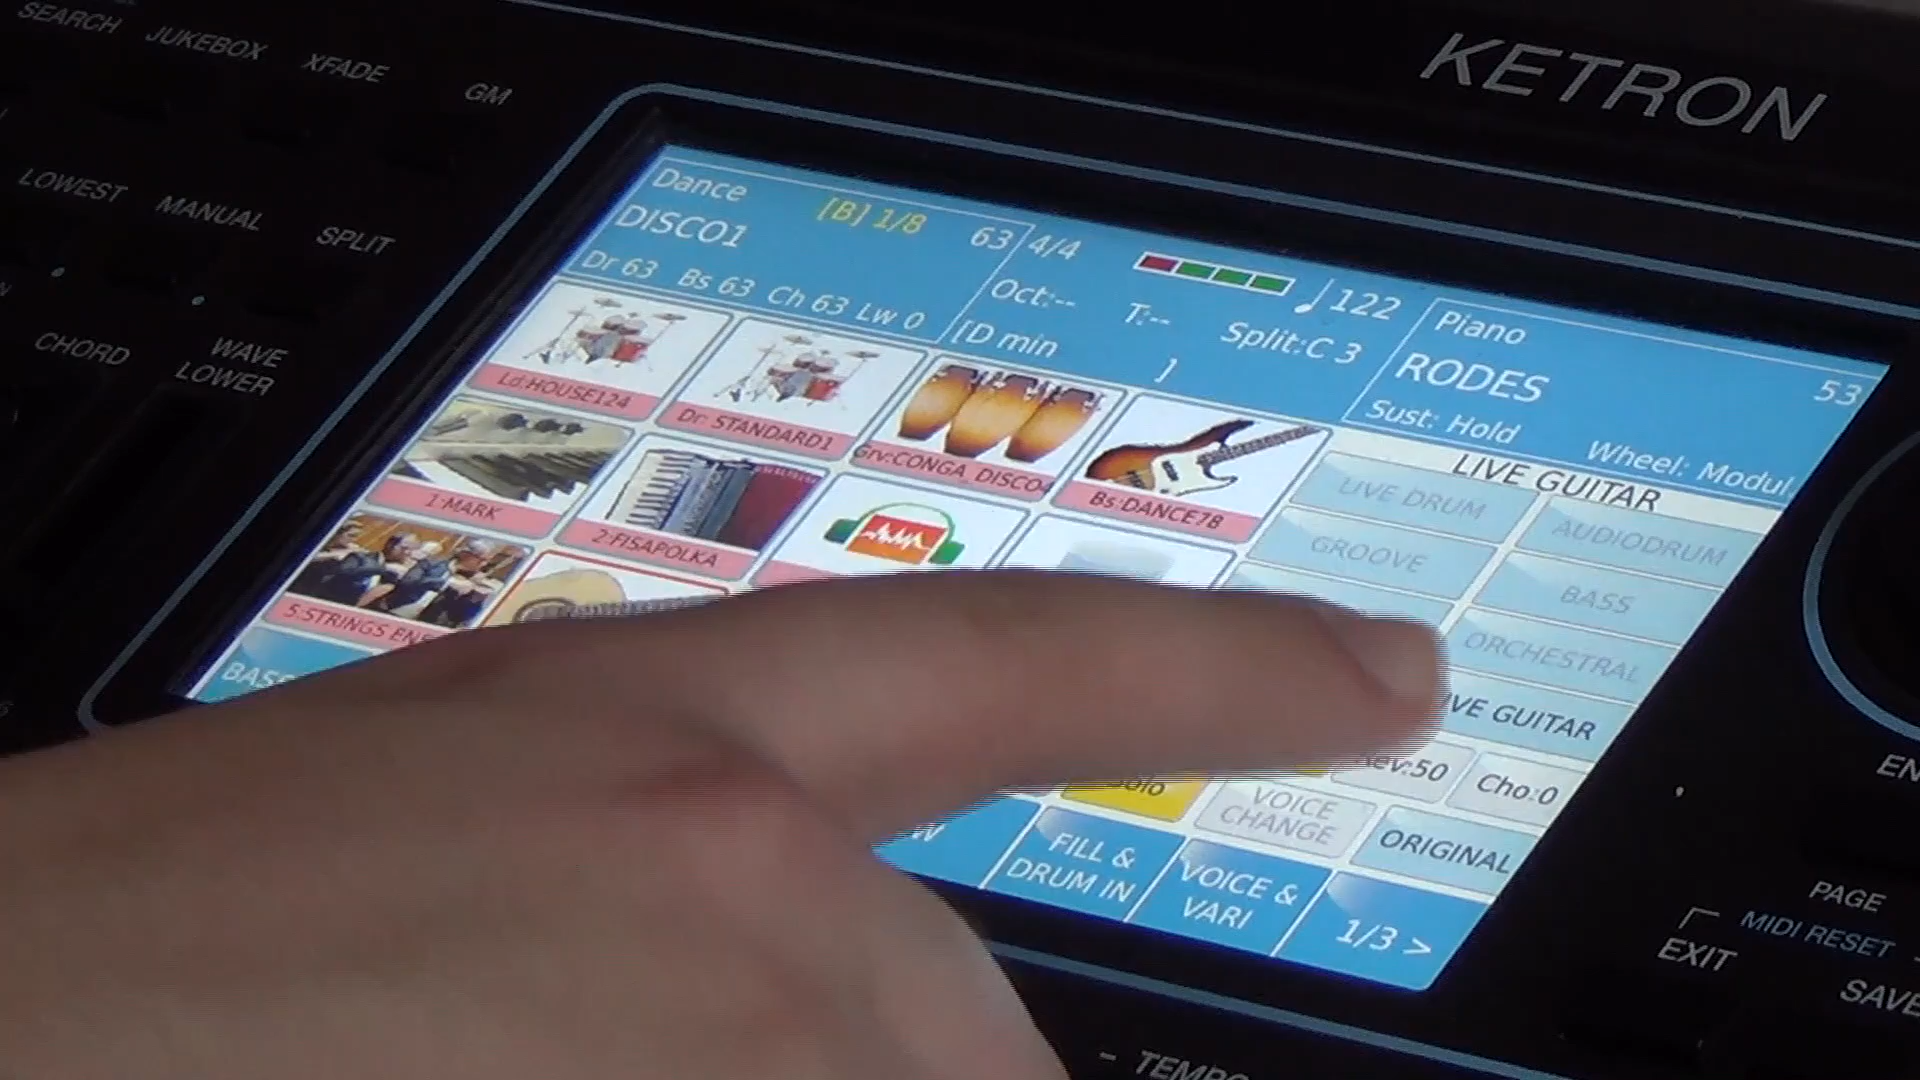 SEARCH
JUKEBOX
XFADE
GM
KETRON
LOWEST
MANUAL
SPLIT
CHORD
WAVE
LOWER
Dance
[B] 1/8
DISCO1
63
Dr 63 Bs 63 Ch 63 Lw 0
4/4
122
Oct:--
T:--
Split:C 3
[D min ]
Piano
RODES
53
Sust: Hold
Wheel: Modul.
Ld:HOUSE124
Dr: STANDARD1
Grv:CONGA_DISCO
Bs:DANCE78
1:MARK
2:FISAPOLKA
5:STRINGS
LIVE GUITAR
LIVE DRUM
AUDIODRUM
GROOVE
BASS
ORCHESTRAL
IVE GUITAR
Rev:50
Cho:0
Solo
VOICE
CHANGE
ORIGINAL
BASS
W
FILL &
DRUM IN
VOICE &
VARI
1/3 >
EN
PAGE
MIDI RESET
EXIT
SAVE
- TEMPO